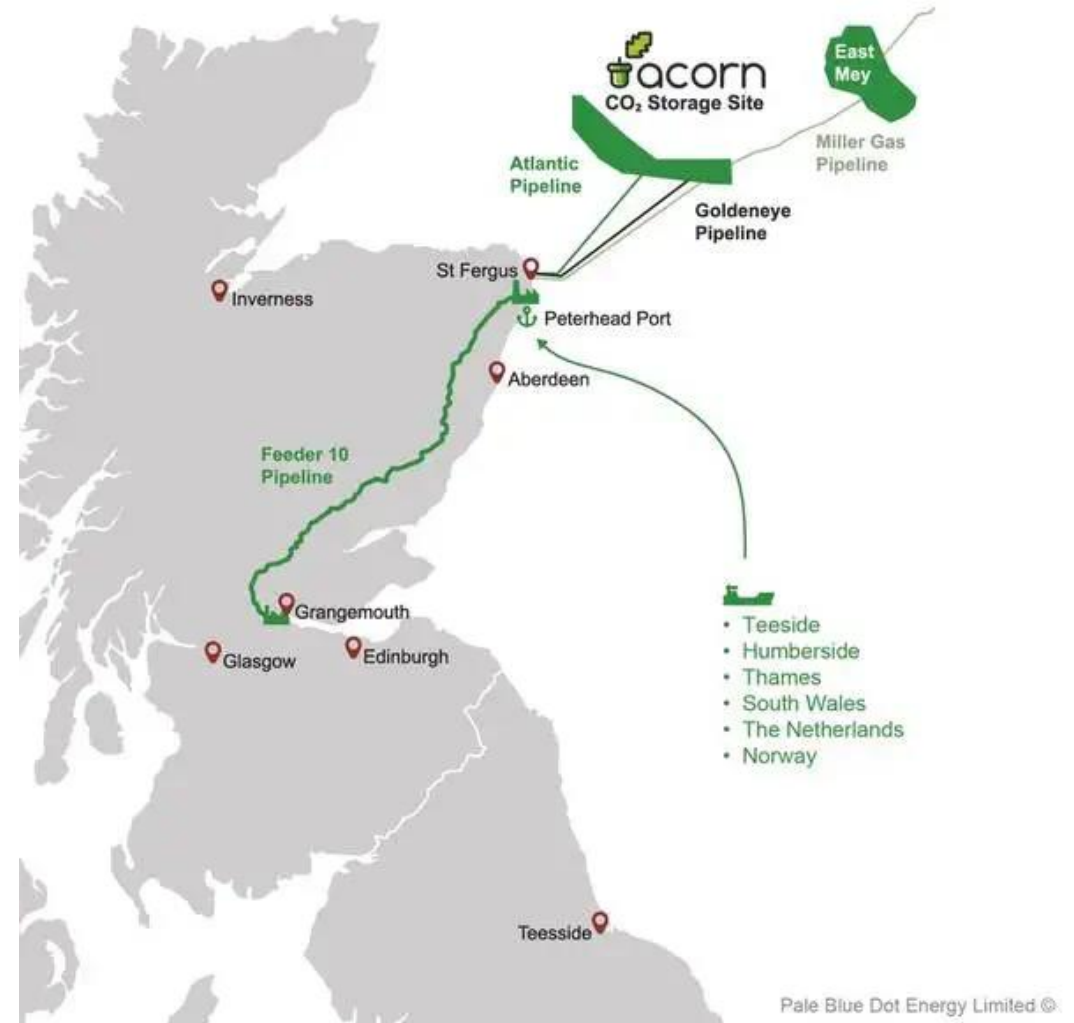 East
Mey
acorn
CO₂ Storage Site
Miller Gas
Pipeline
Atlantic
Pipeline
Goldeneye
Pipeline
St Fergus
Inverness
Peterhead Port
Aberdeen
Feeder 10
Pipeline
Grangemouth
Glasgow
Edinburgh
• Teeside
• Humberside
• Thames
• South Wales
• The Netherlands
• Norway
Teesside
Pale Blue Dot Energy Limited ©